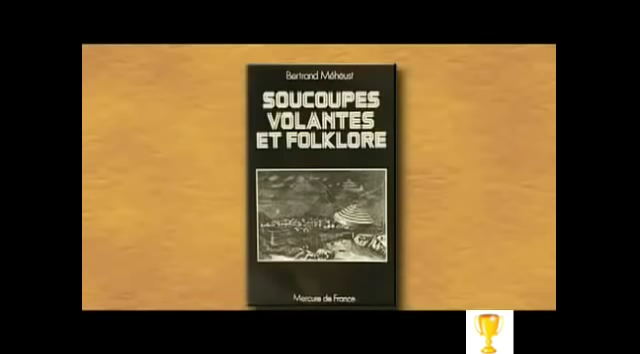 Bertrand Méheust
SOUCOUPES
VOLANTES
ET FOLKLORE
Mercure de France